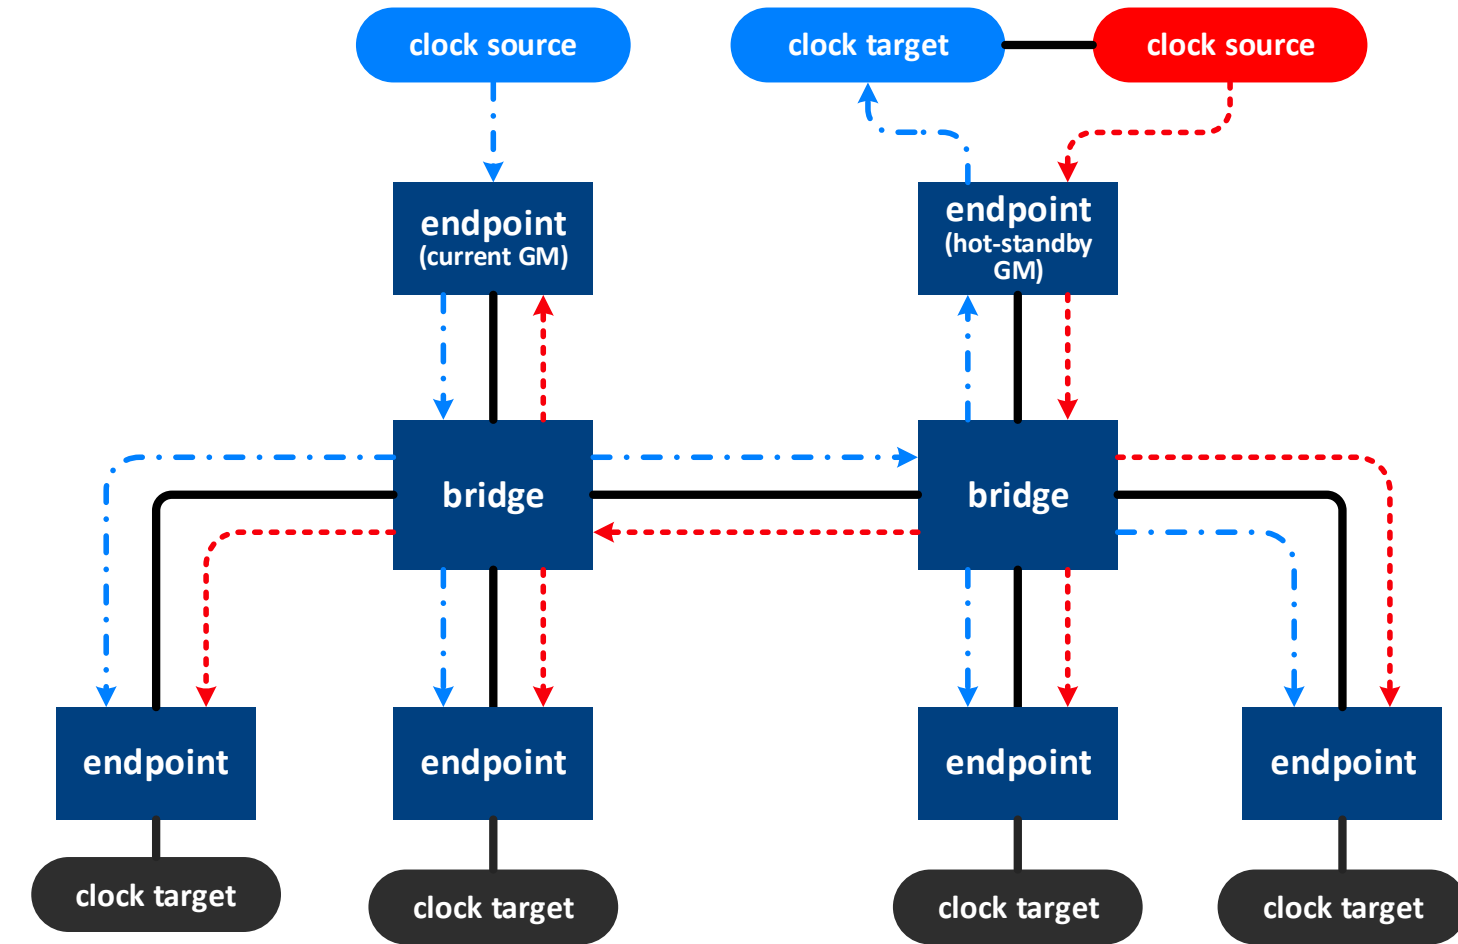 clock source
clock target
clock source
endpoint
(current GM)
endpoint
(hot-standby
GM)
bridge
bridge
endpoint
endpoint
endpoint
endpoint
clock target
clock target
clock target
clock target